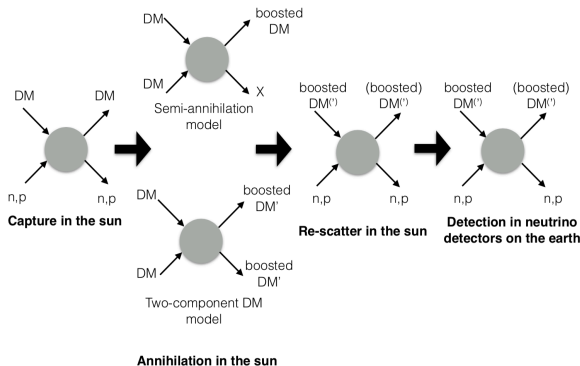 DM
DM
n,p
n,p
Capture in the sun
DM
boosted
DM
DM
X
Semi-annihilation
model
DM
boosted
DM'
DM
boosted
DM'
Two-component DM
model
Annihilation in the sun
boosted
DM(')
(boosted)
DM(')
n,p
n,p
Re-scatter in the sun
boosted
DM(')
(boosted)
DM(')
n,p
n,p
Detection in neutrino
detectors on the earth